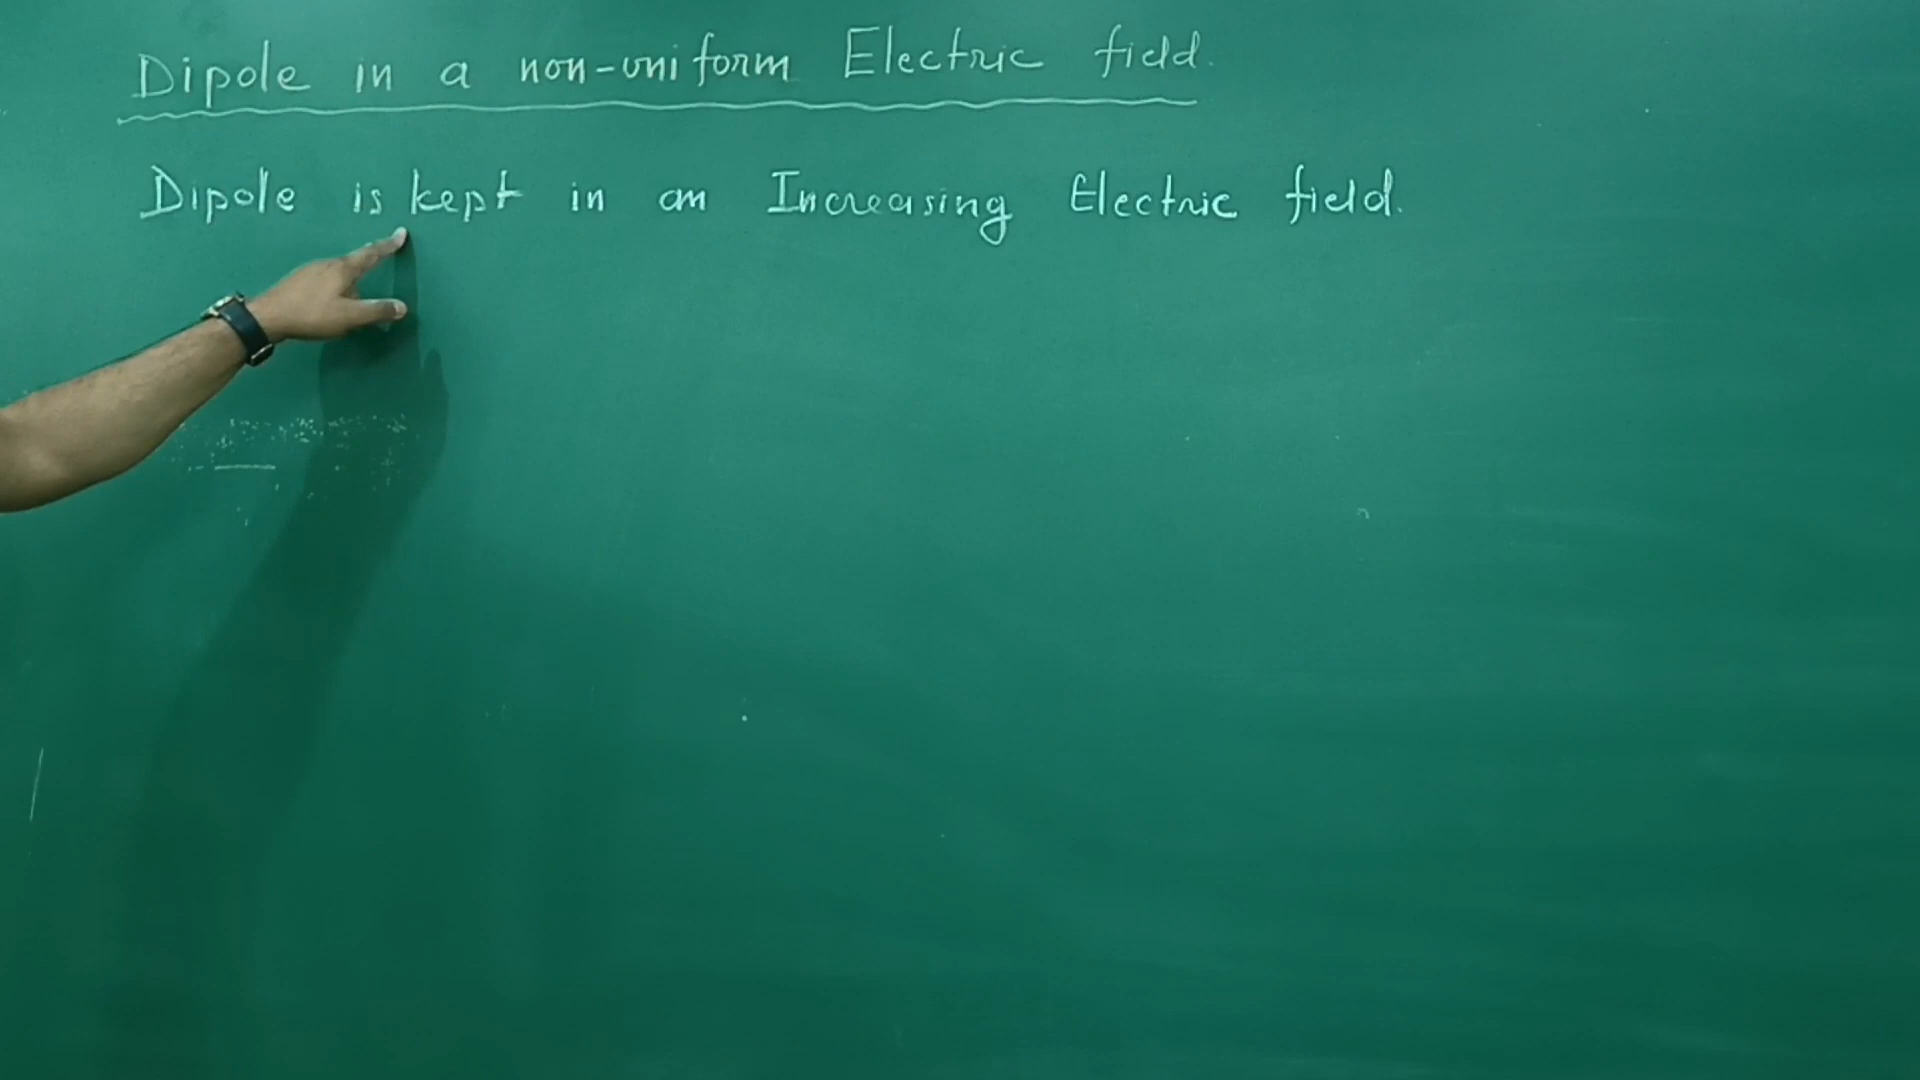 Dipole in a non-uniform Electric field.
Dipole is kept in an Increasing Electric field.